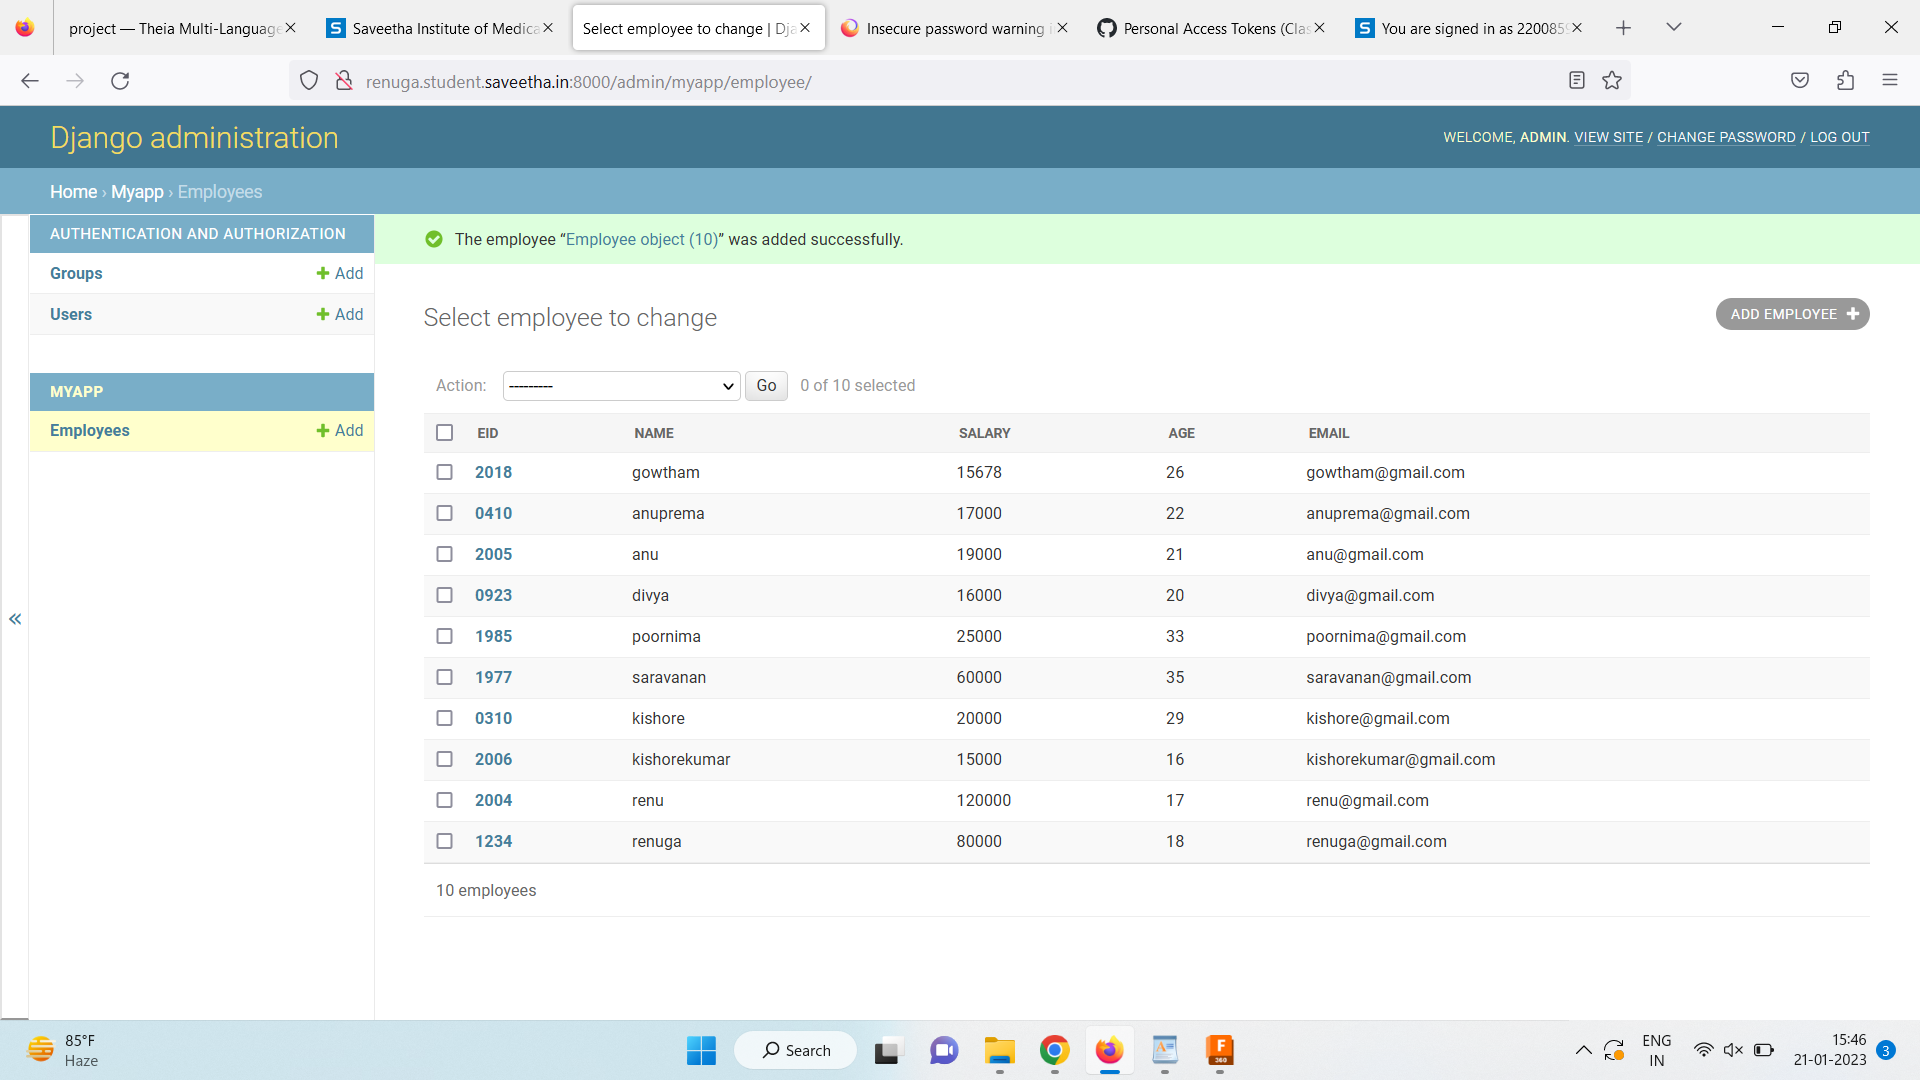 project — Theia Multi-Language
Saveetha Institute of Medica
Select employee to change | Dja
Insecure password warning i
Personal Access Tokens (Clas
You are signed in as 2200859
renuga.student.saveetha.in:8000/admin/myapp/employee/
Django administration
WELCOME, ADMIN. VIEW SITE / CHANGE PASSWORD / LOG OUT
Home › Myapp › Employees
AUTHENTICATION AND AUTHORIZATION
Groups + Add
Users + Add
MYAPP
Employees + Add
«
The employee “Employee object (10)” was added successfully.
Select employee to change
ADD EMPLOYEE +
Action: --------- Go 0 of 10 selected
EID NAME SALARY AGE EMAIL
2018 gowtham 15678 26 gowtham@gmail.com
0410 anuprema 17000 22 anuprema@gmail.com
2005 anu 19000 21 anu@gmail.com
0923 divya 16000 20 divya@gmail.com
1985 poornima 25000 33 poornima@gmail.com
1977 saravanan 60000 35 saravanan@gmail.com
0310 kishore 20000 29 kishore@gmail.com
2006 kishorekumar 15000 16 kishorekumar@gmail.com
2004 renu 120000 17 renu@gmail.com
1234 renuga 80000 18 renuga@gmail.com
10 employees
85°F
Haze
Search
F
360
ENG
IN
15:46
21-01-2023
3